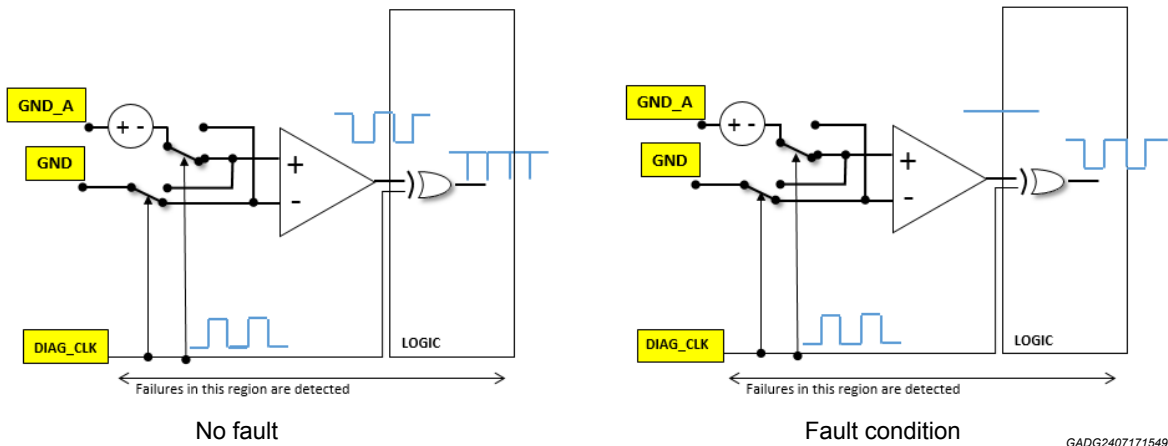 GND_A
+ -
GND
+
-
DIAG_CLK
LOGIC
Failures in this region are detected
No fault
GND_A
+ -
GND
+
-
DIAG_CLK
LOGIC
Failures in this region are detected
Fault condition
GADG2407171549